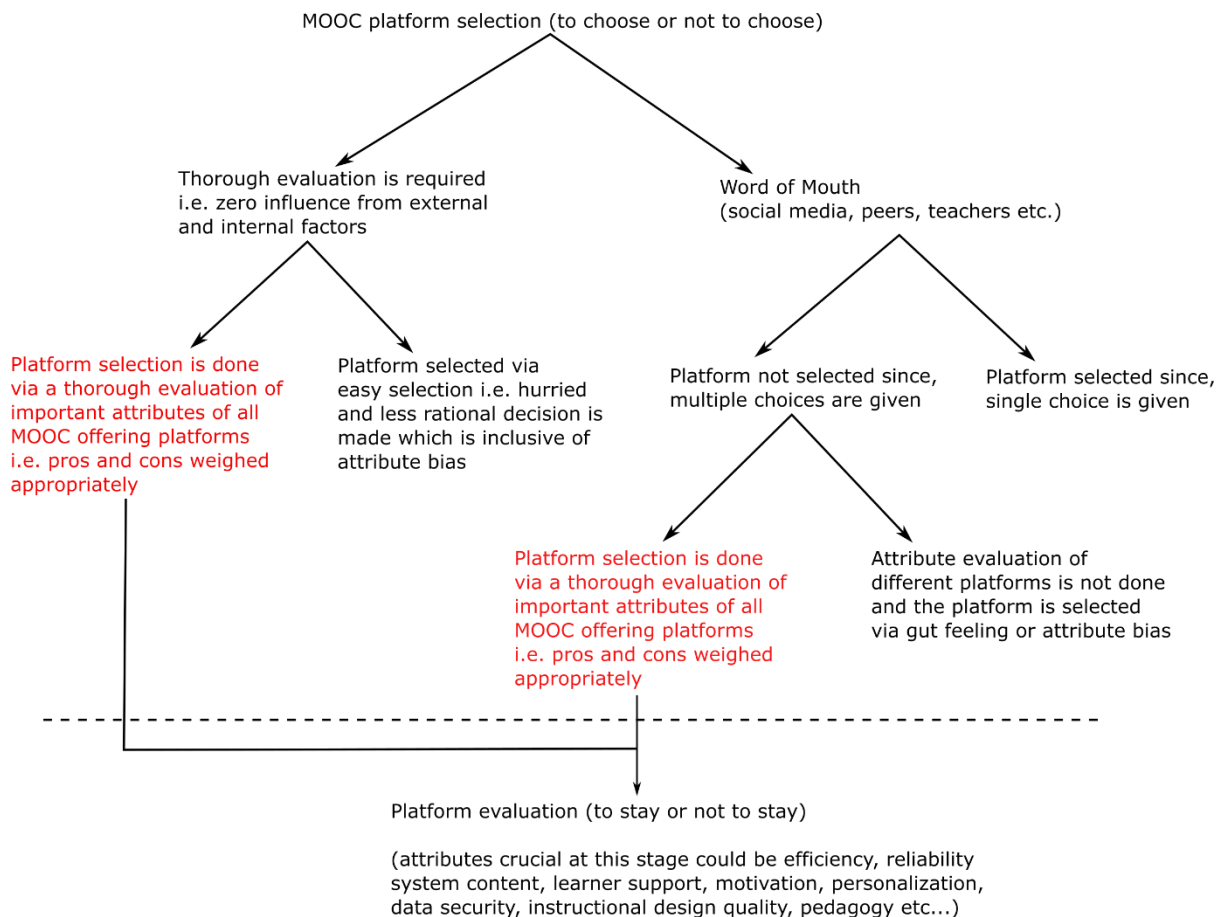 MOOC platform selection (to choose or not to choose)
Thorough evaluation is required
i.e. zero influence from external
and internal factors
Word of Mouth
(social media, peers, teachers etc.)
Platform selection is done
via a thorough evaluation of
important attributes of all
MOOC offering platforms
i.e. pros and cons weighed
appropriately
Platform selected via
easy selection i.e. hurried
and less rational decision is
made which is inclusive of
attribute bias
Platform not selected since,
multiple choices are given
Platform selected since,
single choice is given
Platform selection is done
via a thorough evaluation of
important attributes of all
MOOC offering platforms
i.e. pros and cons weighed
appropriately
Attribute evaluation of
different platforms is not done
and the platform is selected
via gut feeling or attribute bias
Platform evaluation (to stay or not to stay)
(attributes crucial at this stage could be efficiency, reliability
system content, learner support, motivation, personalization,
data security, instructional design quality, pedagogy etc...)